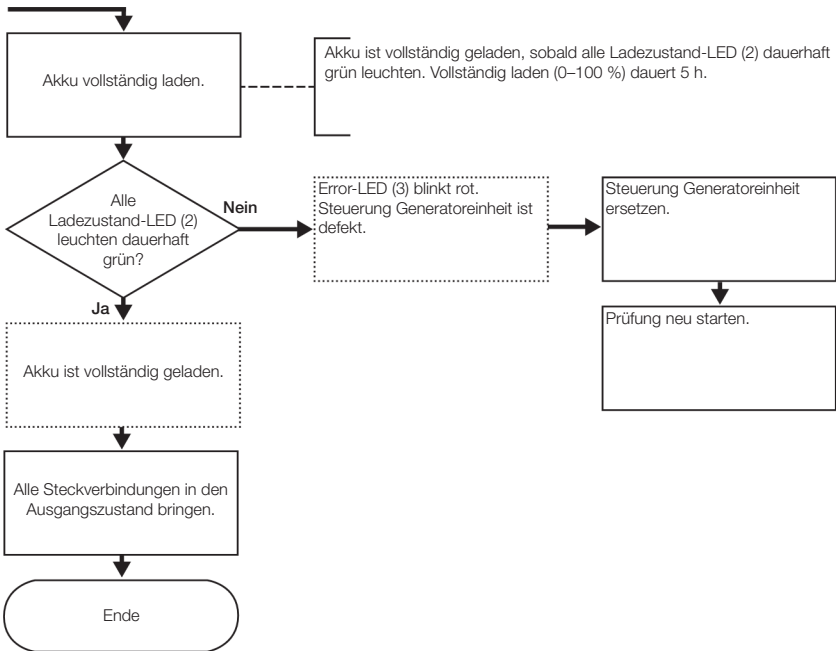 Akku vollständig laden.
Akku ist vollständig geladen, sobald alle Ladezustand-LED (2) dauerhaft
grün leuchten. Vollständig laden (0–100 %) dauert 5 h.
Alle
Ladezustand-LED (2)
leuchten dauerhaft
grün?
Nein
Error-LED (3) blinkt rot.
Steuerung Generatoreinheit ist
defekt.
Steuerung Generatoreinheit
ersetzen.
Prüfung neu starten.
Ja
Akku ist vollständig geladen.
Alle Steckverbindungen in den
Ausgangszustand bringen.
Ende